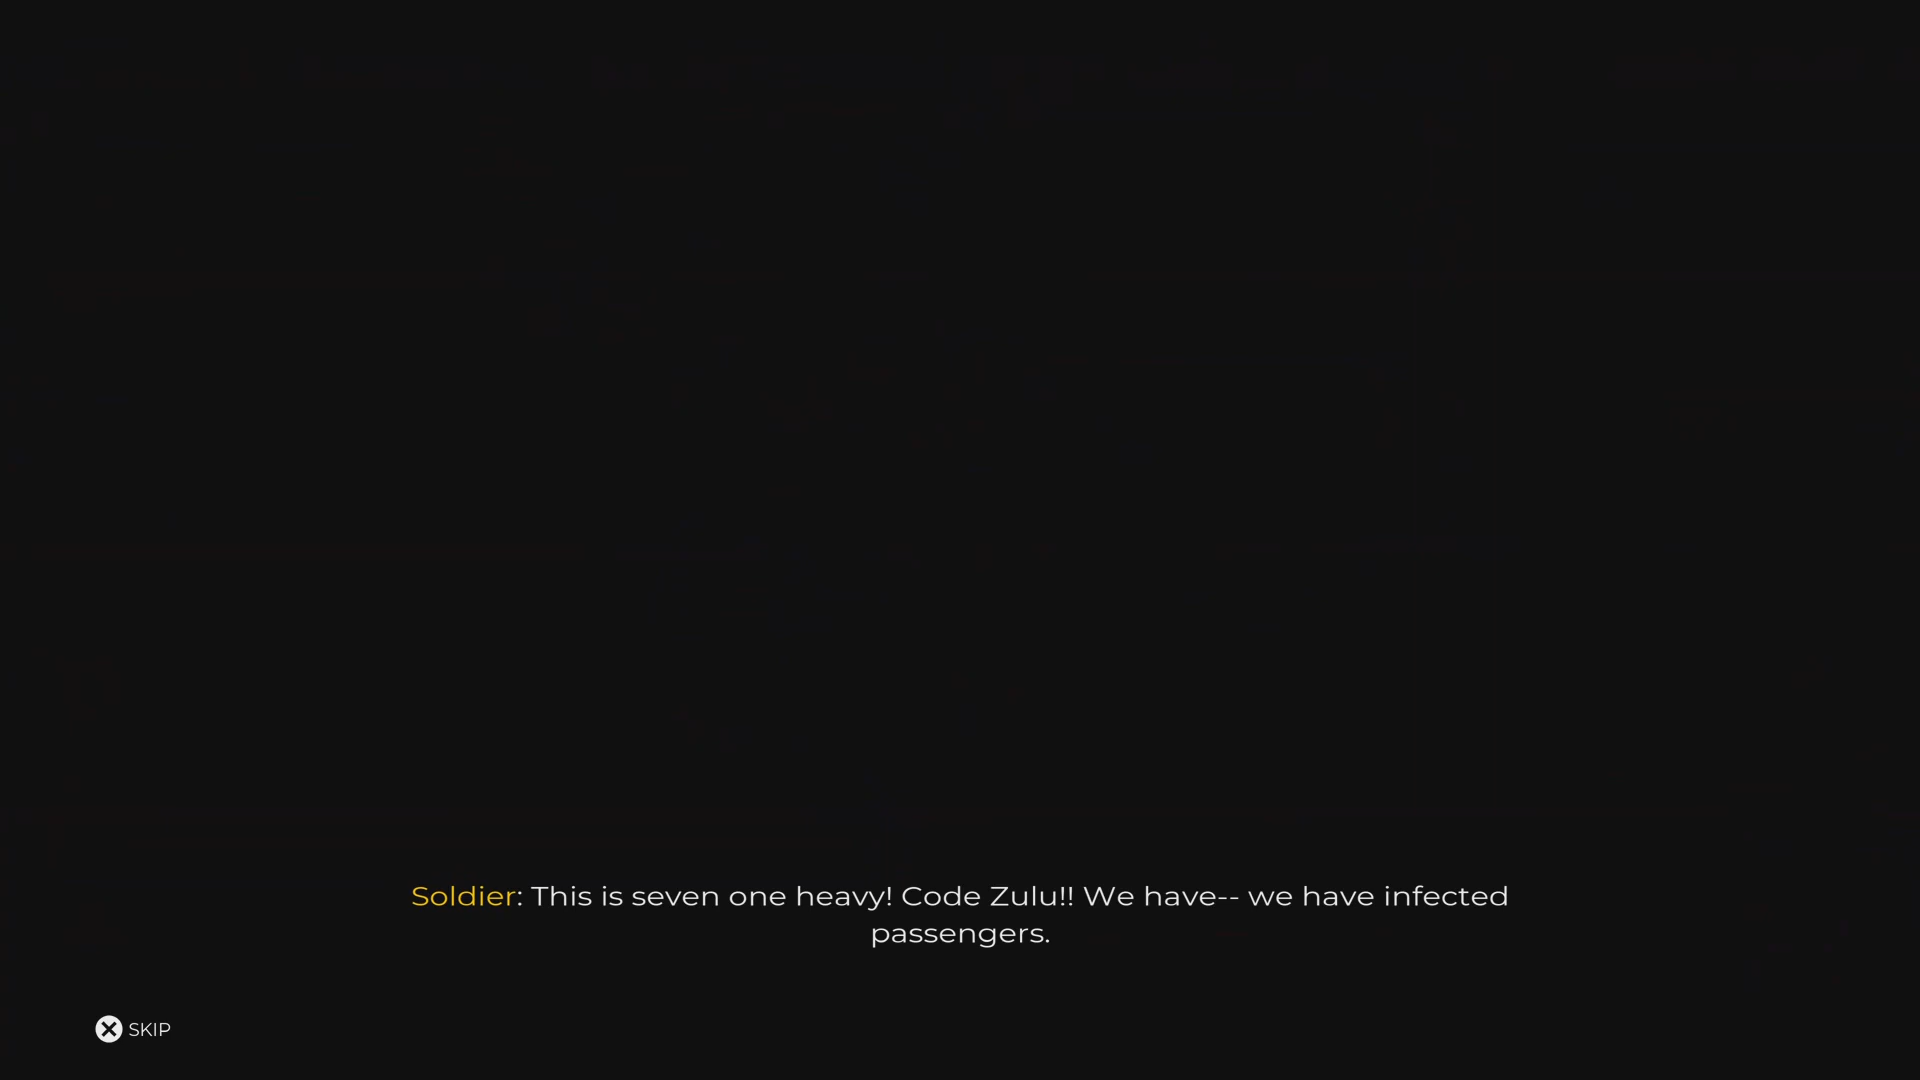 Soldier: This is seven one heavy! Code Zulu!! We have-- we have infected
passengers.
SKIP